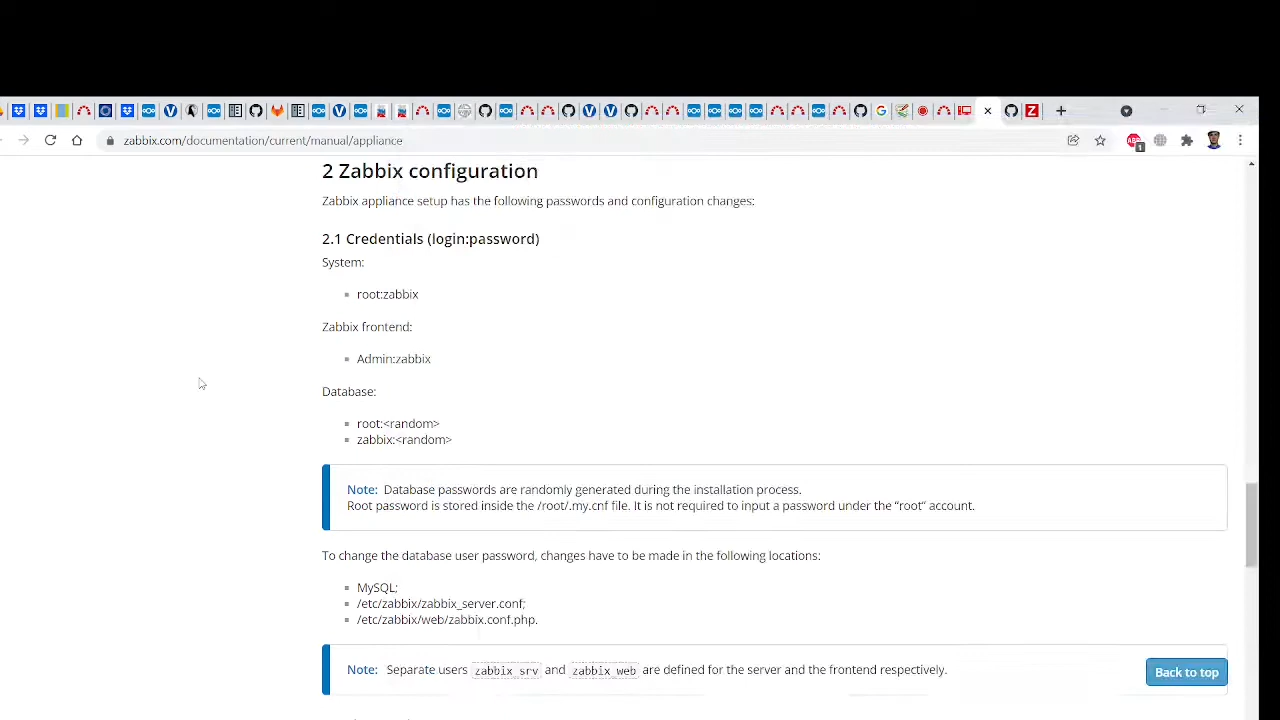 zabbix.com/documentation/current/manual/appliance
2 Zabbix configuration
Zabbix appliance setup has the following passwords and configuration changes:
2.1 Credentials (login:password)
System:
root:zabbix
Zabbix frontend:
Admin:zabbix
Database:
root:<random>
zabbix:<random>
Note: Database passwords are randomly generated during the installation process.
Root password is stored inside the /root/.my.cnf file. It is not required to input a password under the “root” account.
To change the database user password, changes have to be made in the following locations:
MySQL;
/etc/zabbix/zabbix_server.conf;
/etc/zabbix/web/zabbix.conf.php.
Note: Separate users zabbix_srv and zabbix_web are defined for the server and the frontend respectively.
Back to top